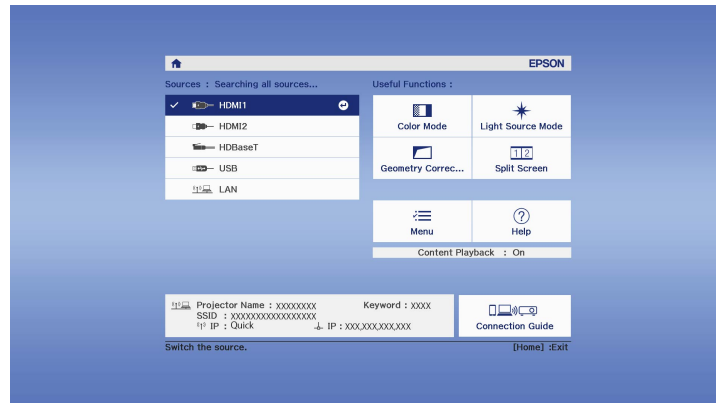 EPSON
Sources : Searching all sources...
HDMI1
HDMI2
HDBaseT
USB
LAN
Useful Functions :
Color Mode
Light Source Mode
Geometry Correc...
1 2
Split Screen
Menu
? Help
Content Playback : On
Projector Name : XXXXXXXX Keyword : XXXX
SSID : XXXXXXXXXXXXXXXXX
IP : Quick IP : XXX,XXX,XXX,XXX
Connection Guide
Switch the source. [Home] :Exit